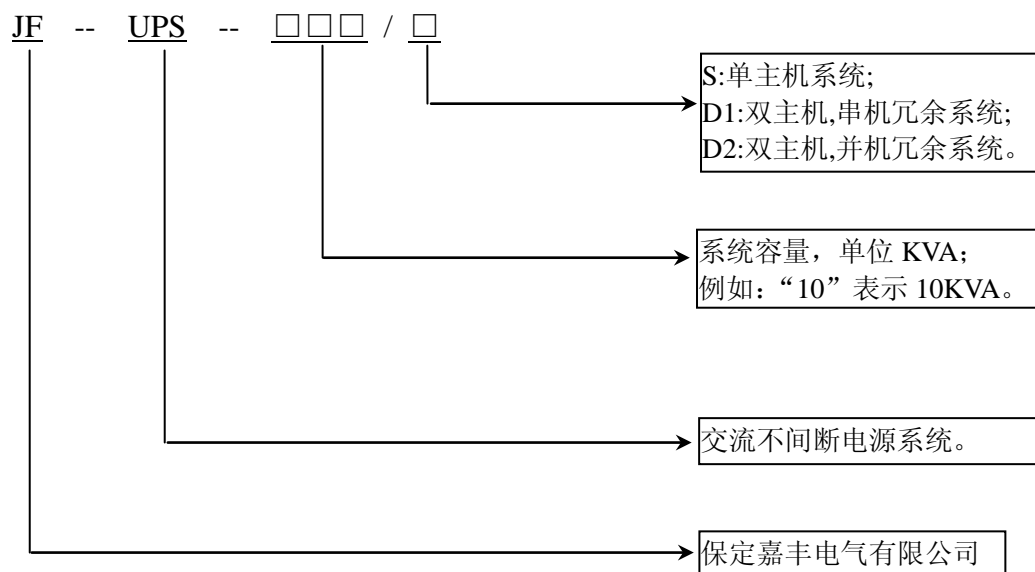 JF -- UPS -- □□□ / □
S:单主机系统;
D1:双主机,串机冗余系统;
D2:双主机,并机冗余系统。
系统容量，单位 KVA；
例如：“10”表示 10KVA。
交流不间断电源系统。
保定嘉丰电气有限公司